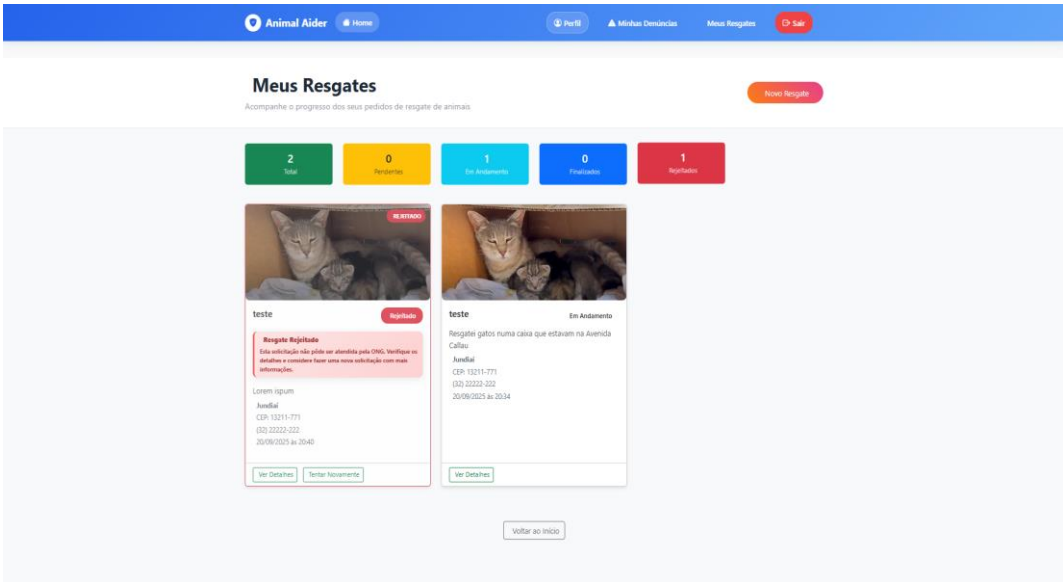 Animal Aider
Home
Perfil
Minhas Denúncias
Meus Resgates
Sair
Meus Resgates
Acompanhe o progresso dos seus pedidos de resgate de animais
Novo Resgate
2
Total
0
Pendentes
1
Em Andamento
0
Finalizados
1
Rejeitados
REJEITADO
teste
Rejeitado
Resgate Rejeitado
Esta solicitação não pôde ser atendida pela ONG. Verifique os
detalhes e considere fazer uma nova solicitação com mais
informações.
Lorem ispum
Jundiaí
CEP: 13211-771
(32) 22222-222
20/09/2025 às 20:40
Ver Detalhes
Tentar Novamente
teste
Em Andamento
Resgatei gatos numa caixa que estavam na Avenida
Callau
Jundiaí
CEP: 13211-771
(32) 22222-222
20/09/2025 às 20:34
Ver Detalhes
Voltar ao Início